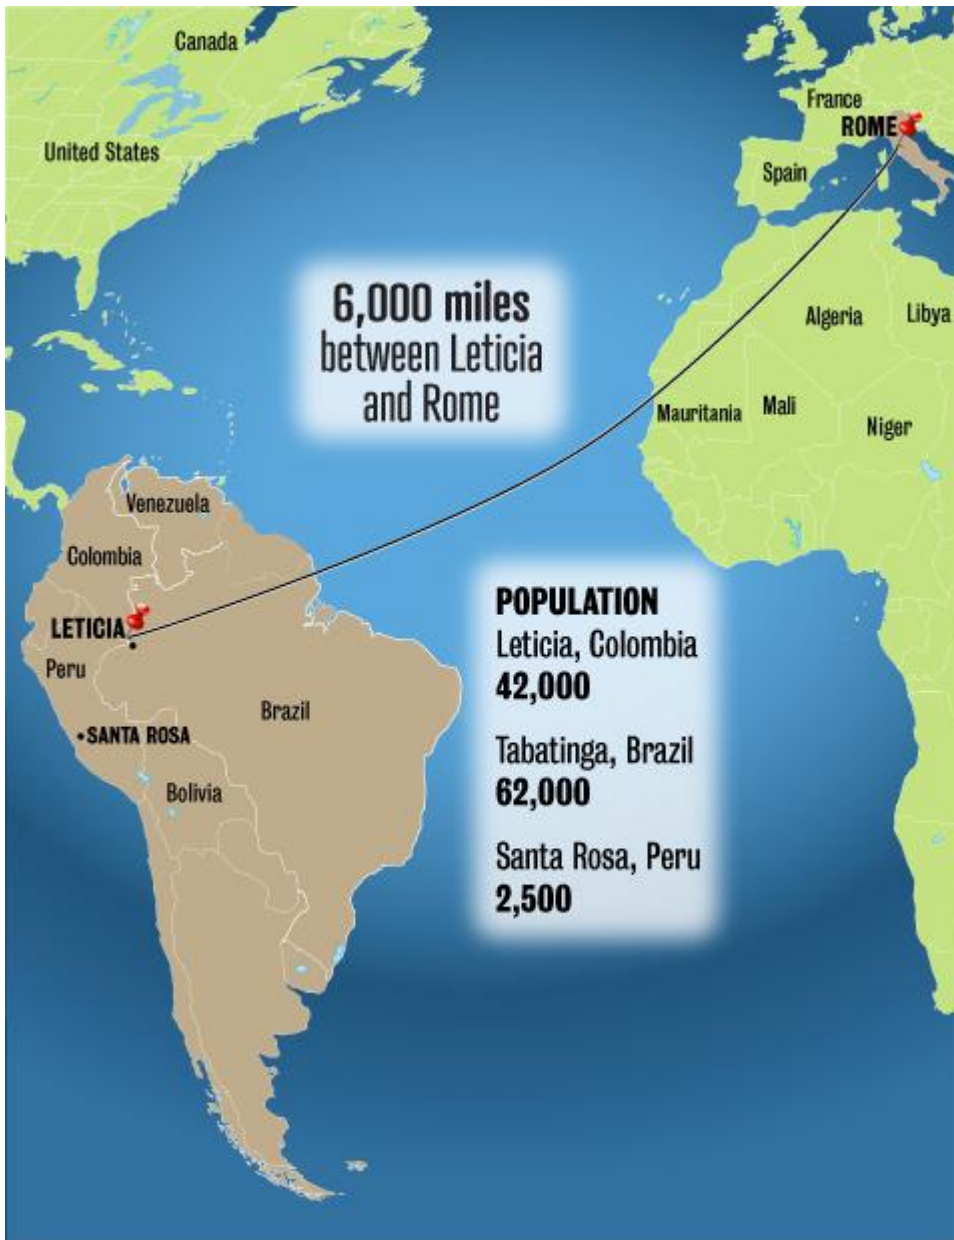 Canada
United States
France
ROME
Spain
6,000 miles
between Leticia
and Rome
Algeria
Libya
Mauritania
Mali
Niger
Venezuela
Colombia
LETICIA
Peru
Brazil
SANTA ROSA
Bolivia
POPULATION
Leticia, Colombia
42,000
Tabatinga, Brazil
62,000
Santa Rosa, Peru
2,500